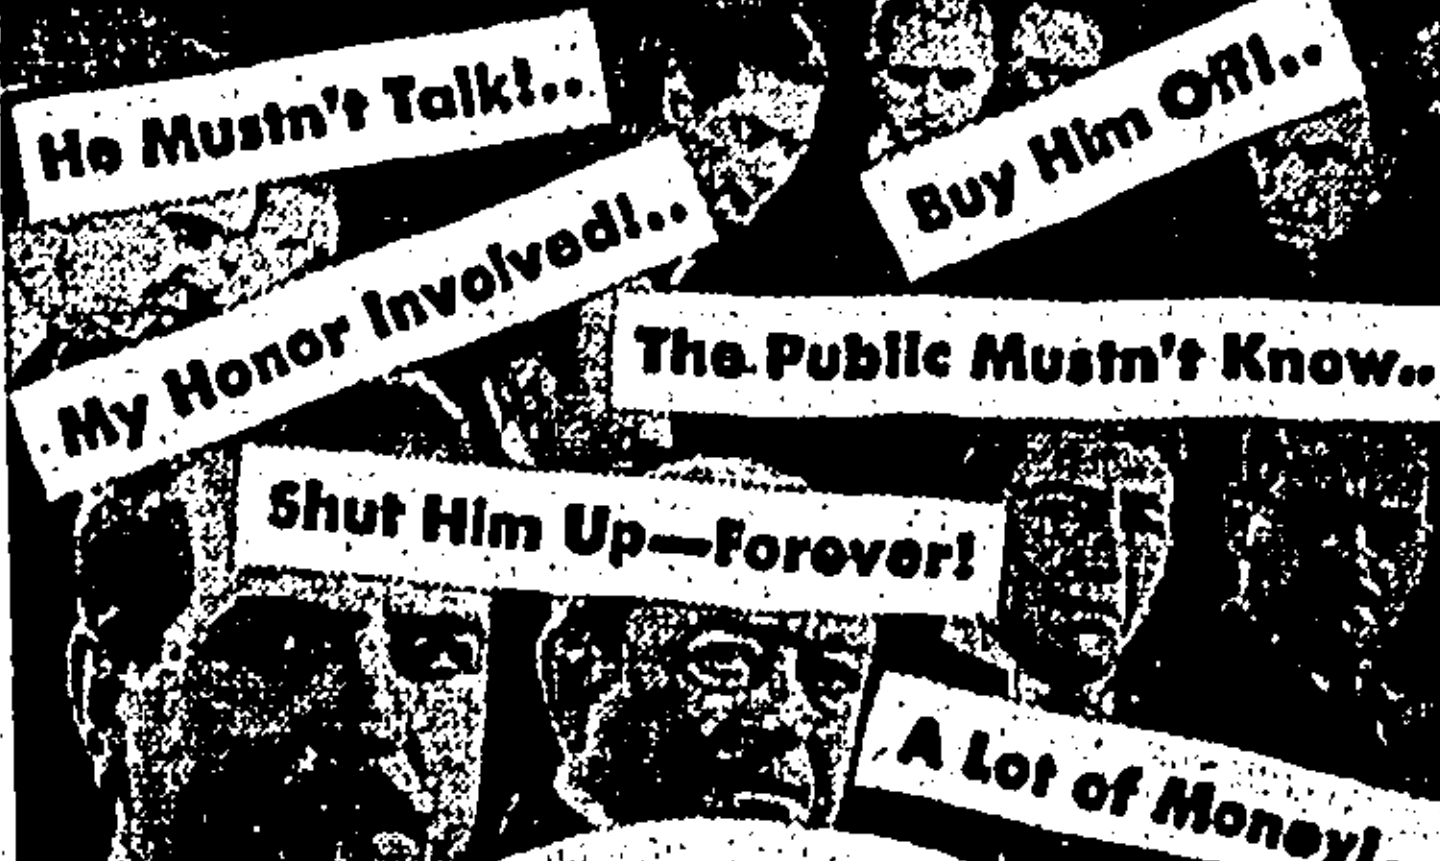 He Mustn't Talk!..
Buy Him Off!..
My Honor Involved!..
The Public Mustn't Know..
Shut Him Up—Forever!
A Lot of Money!